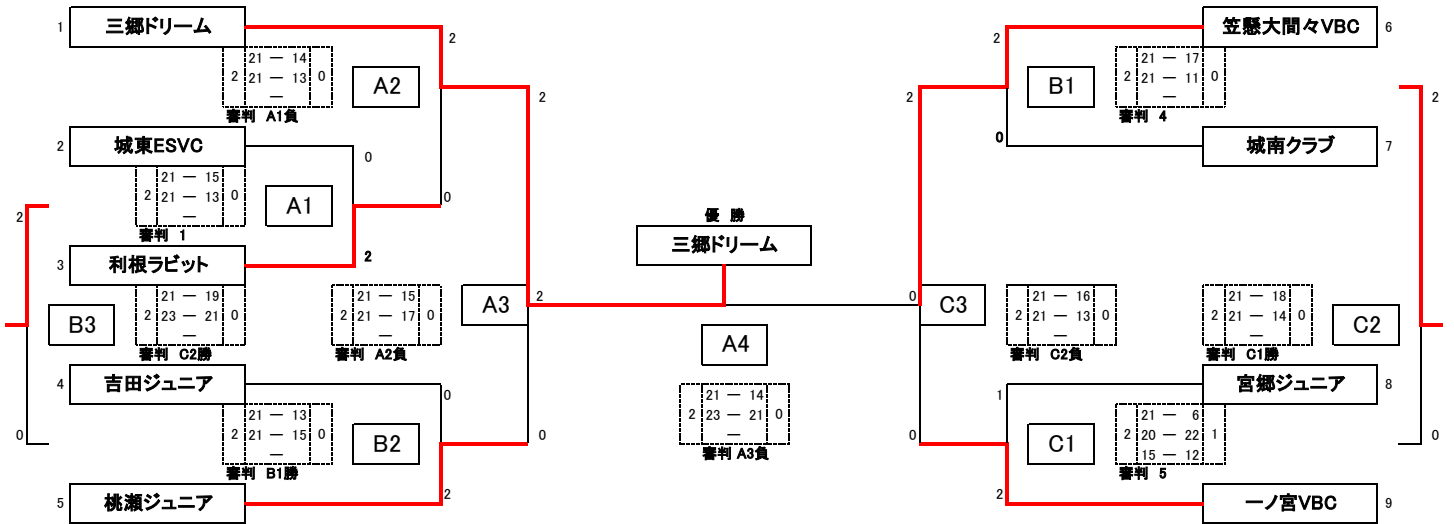 1
三郷ドリーム
2
21 ― 14
2 21 ― 13 0
―
審判 A1負
A2
2
2
城東ESVC
0
21 ― 15
2 21 ― 13 0
―
審判 1
A1
0
2
3
利根ラビット
2
21 ― 19
2 23 ― 21 0
―
審判 C2勝
B3
0
21 ― 15
2 21 ― 17 0
―
審判 A2負
A3
2
4
吉田ジュニア
0
21 ― 13
2 21 ― 15 0
―
審判 B1勝
B2
0
5
桃瀬ジュニア
2
優 勝
三郷ドリーム
A4
21 ― 14
2 23 ― 21 0
―
審判 A3負
2
笠懸大間々VBC
6
21 ― 17
2 21 ― 11 0
―
審判 4
B1
2
2
0
城南クラブ
7
0
C3
21 ― 16
2 21 ― 13 0
―
審判 C2負
21 ― 18
2 21 ― 14 0
―
審判 C1勝
C2
1
宮郷ジュニア
8
0
C1
21 ― 6
2 20 ― 22 1
15 ― 12
審判 5
0
2
一ノ宮VBC
9